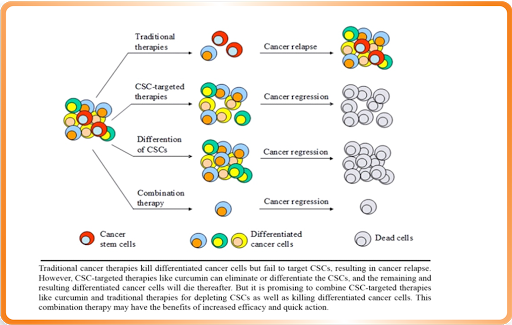 Traditional
therapies
Cancer relapse
CSC-targeted
therapies
Cancer regression
Differention
of CSCs
Cancer regression
Combination
therapy
Cancer regression
Cancer
stem cells
Differentiated
cancer cells
Dead cells
Traditional cancer therapies kill differentiated cancer cells but fail to target CSCs, resulting in cancer relapse.
However, CSC-targeted therapies like curcumin can eliminate or differentiate the CSCs, and the remaining and
resulting differentiated cancer cells will die thereafter. But it is promising to combine CSC-targeted therapies
like curcumin and traditional therapies for depleting CSCs as well as killing differentiated cancer cells. This
combination therapy may have the benefits of increased efficacy and quick action.